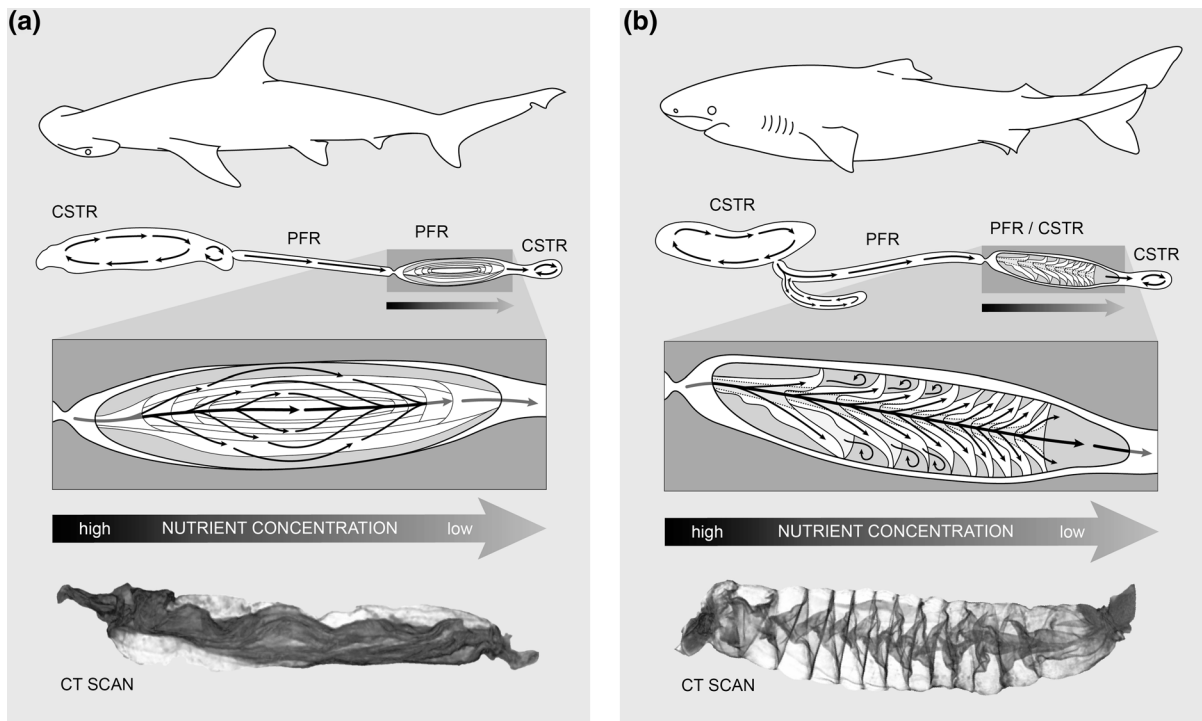 (a)
CSTR
PFR
PFR
CSTR
high NUTRIENT CONCENTRATION low
CT SCAN
(b)
CSTR
PFR
PFR / CSTR
CSTR
high NUTRIENT CONCENTRATION low
CT SCAN